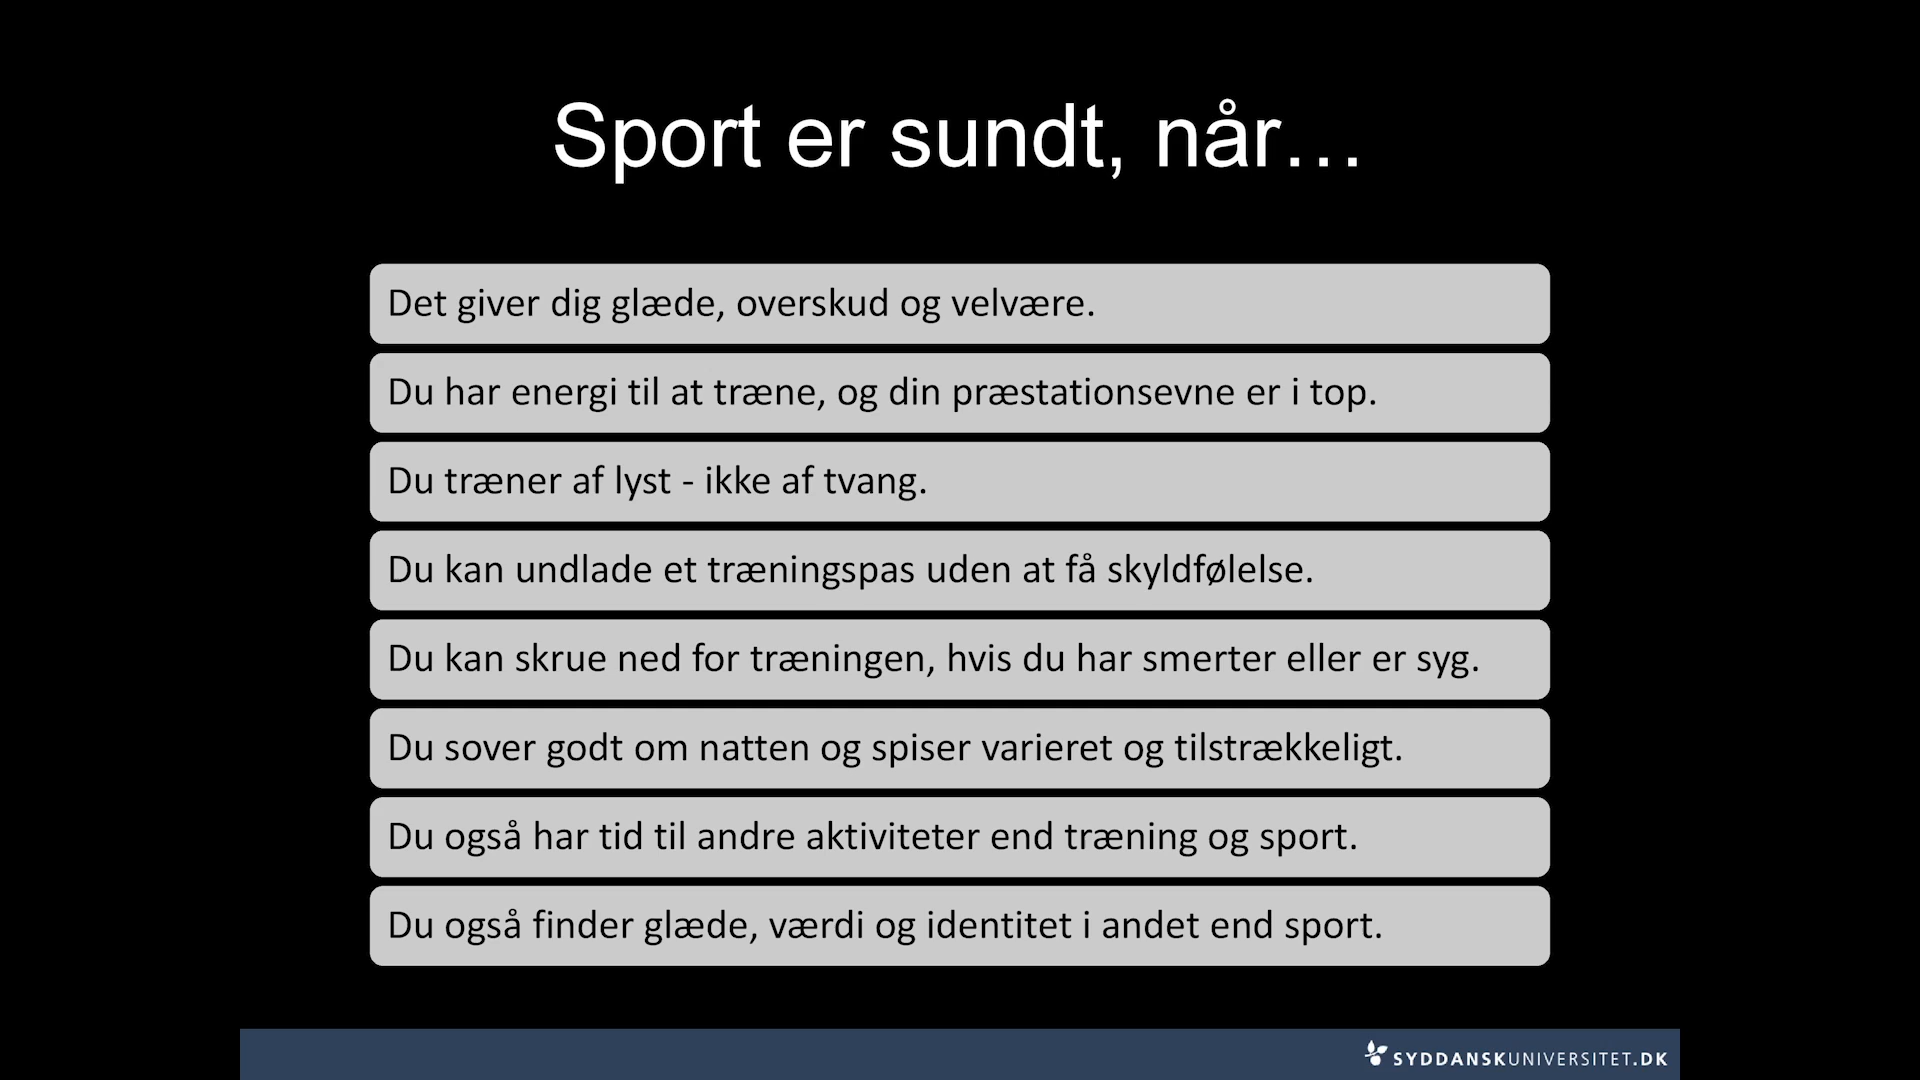 Sport er sundt, når…
Det giver dig glæde, overskud og velvære.
Du har energi til at træne, og din præstationsevne er i top.
Du træner af lyst - ikke af tvang.
Du kan undlade et træningspas uden at få skyldfølelse.
Du kan skrue ned for træningen, hvis du har smerter eller er syg.
Du sover godt om natten og spiser varieret og tilstrækkeligt.
Du også har tid til andre aktiviteter end træning og sport.
Du også finder glæde, værdi og identitet i andet end sport.
SYDDANSKUNIVERSITET.DK